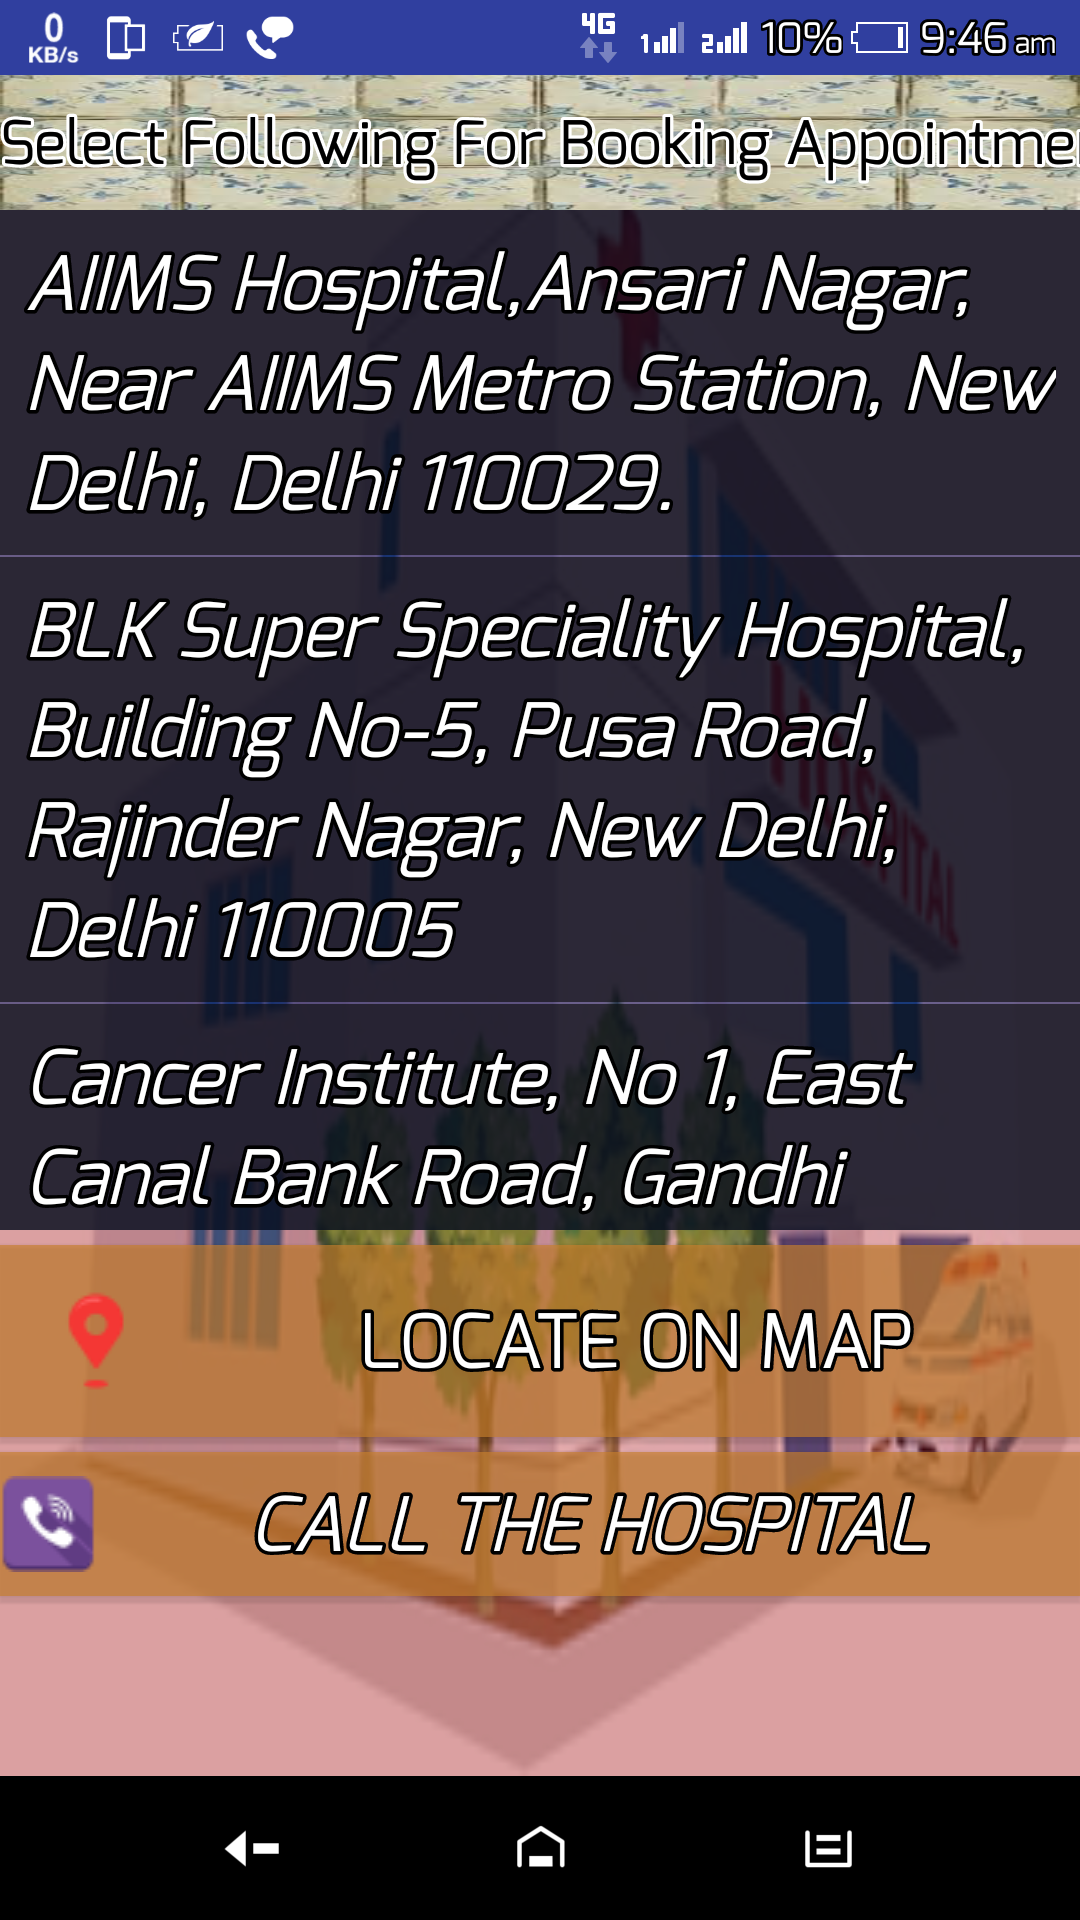 0
KB/s
4G
1
2
10%
9:46 am
Select Following For Booking Appointme
AIIMS Hospital,Ansari Nagar,
Near AIIMS Metro Station, New
Delhi, Delhi 110029.
BLK Super Speciality Hospital,
Building No-5, Pusa Road,
Rajinder Nagar, New Delhi,
Delhi 110005
HOSPITAL
Cancer Institute, No 1, East
Canal Bank Road, Gandhi
LOCATE ON MAP
CALL THE HOSPITAL